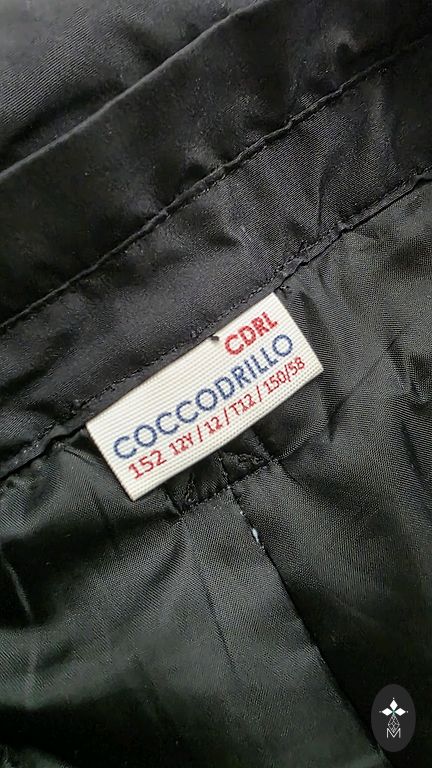 CDRL
COCCODRILLO
152 12Y / 12 / T12 / 150/58
M